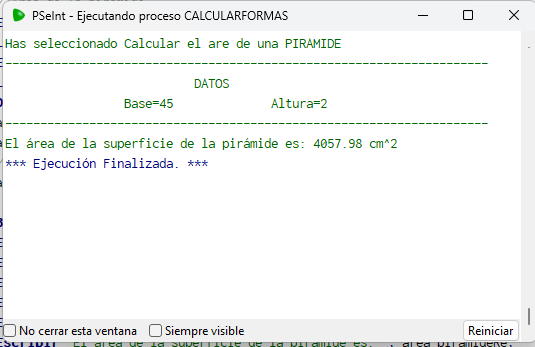 PSeInt - Ejecutando proceso CALCULARFORMAS
Has seleccionado Calcular el are de una PIRÁMIDE
--------------------------------------------------------------------
DATOS
Base=45 Altura=2
--------------------------------------------------------------------
El área de la superficie de la pirámide es: 4057.98 cm^2
*** Ejecución Finalizada. ***
No cerrar esta ventana Siempre visible Reiniciar